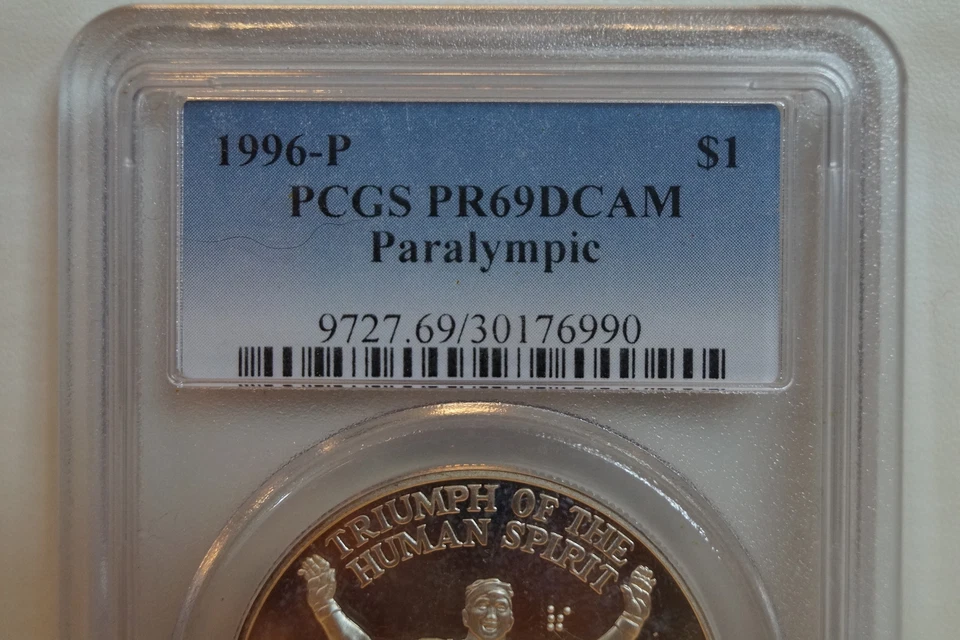 1996-P $1
PCGS PR69DCAM
Paralympic
9727.69/30176990
TRIUMPH OF THE
HUMAN SPIRIT